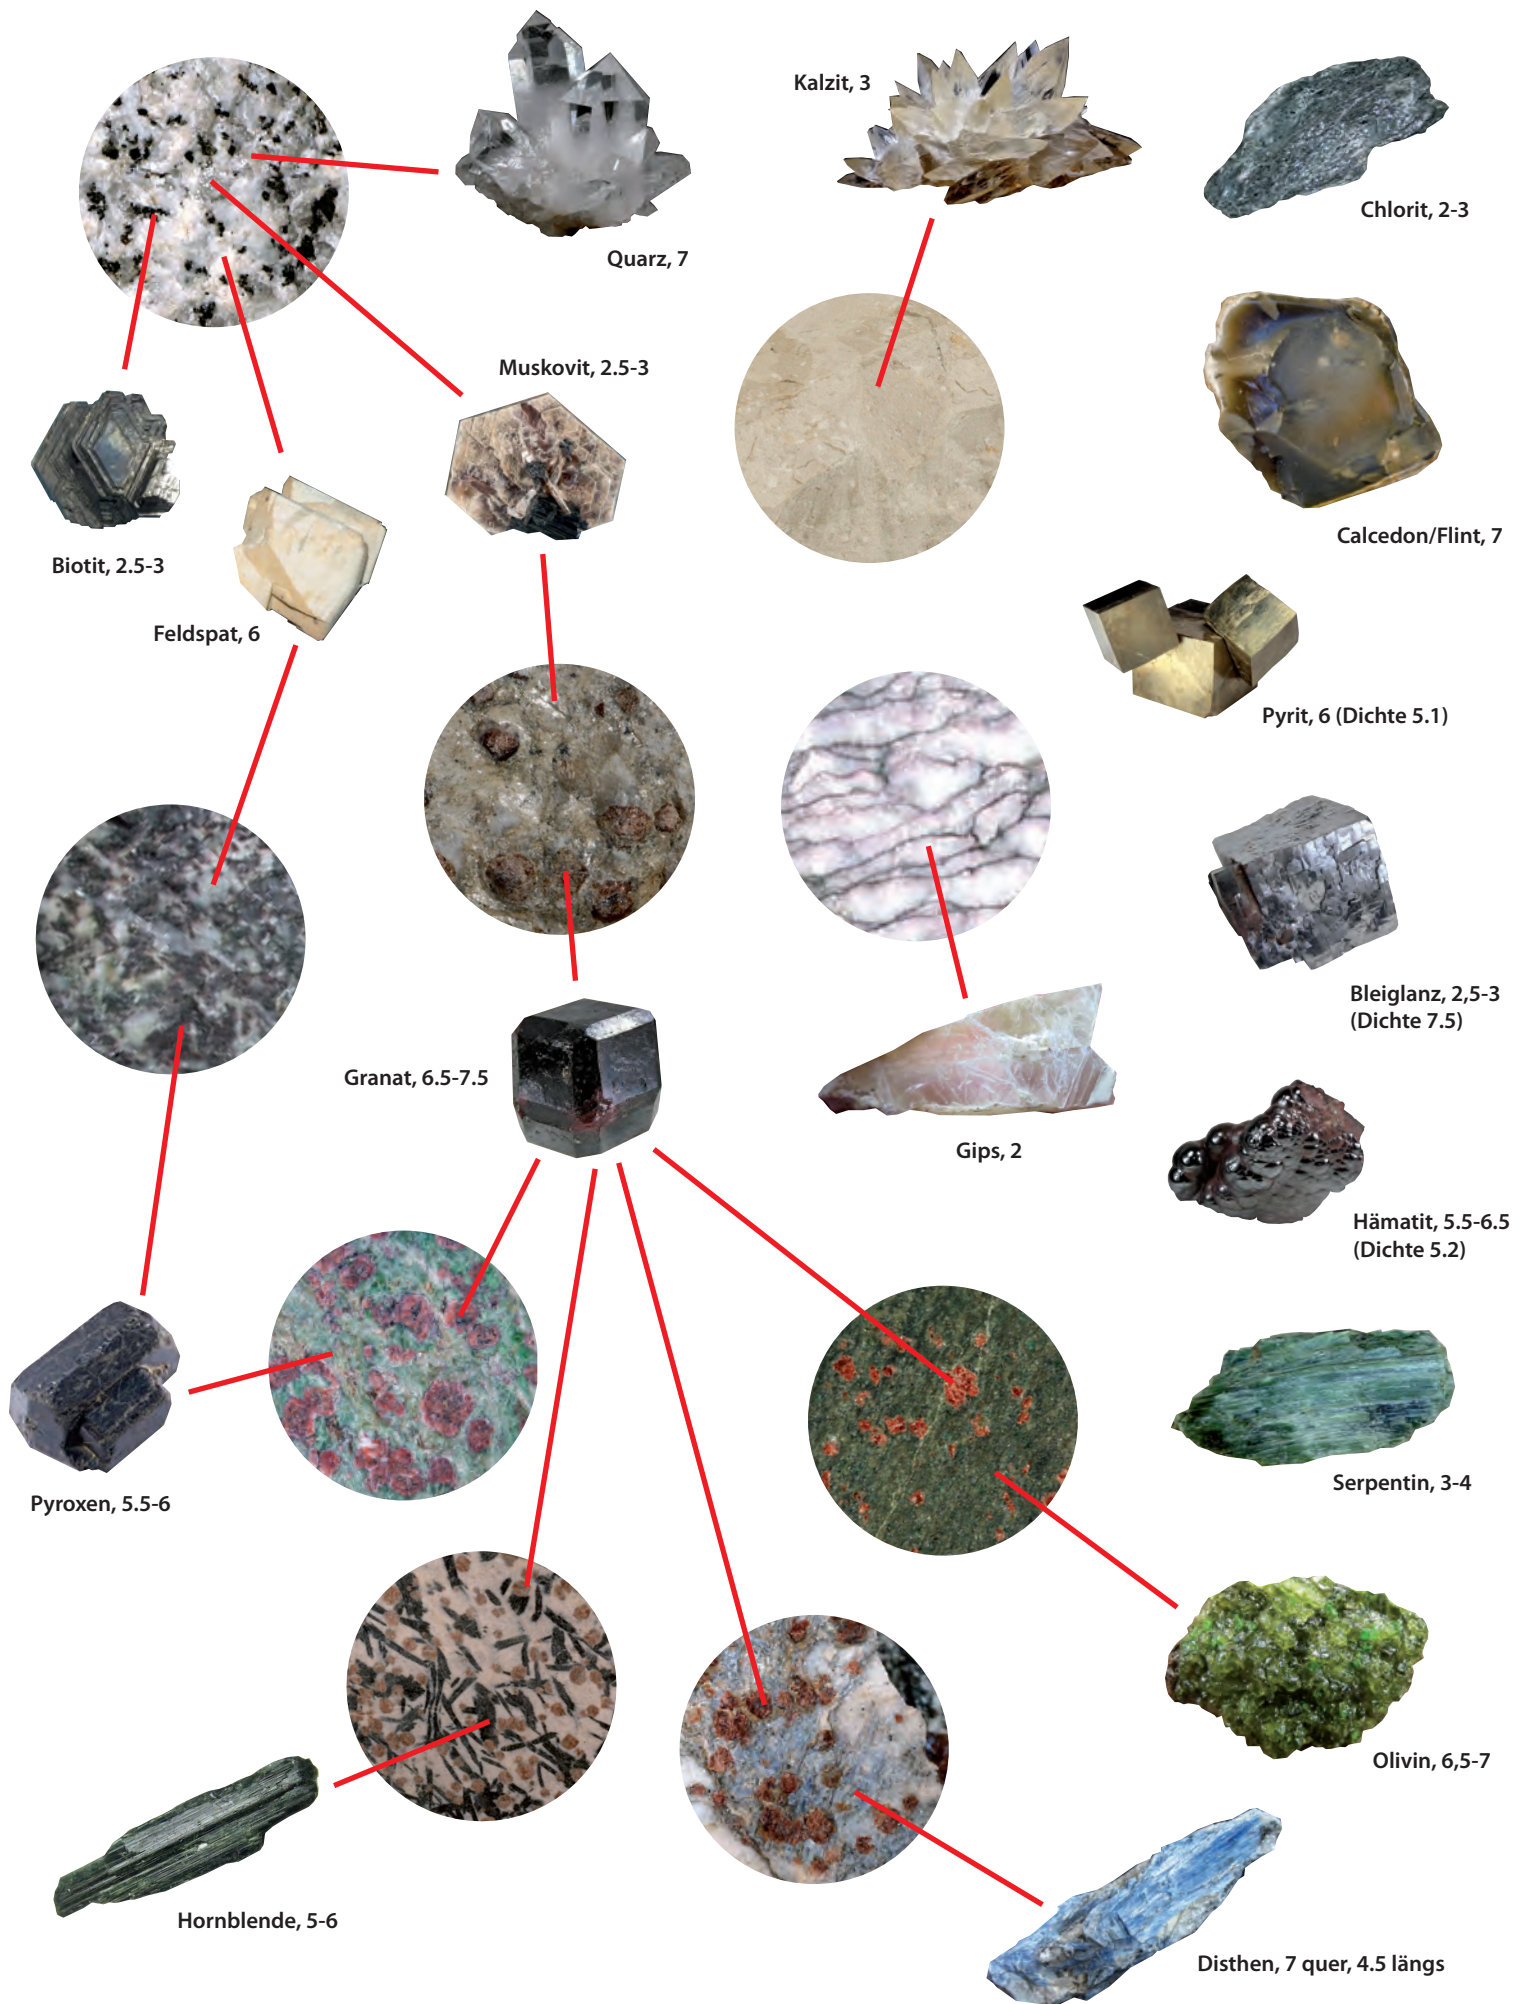 Kalzit, 3
Chlorit, 2-3
Quarz, 7
Muskovit, 2.5-3
Calcedon/Flint, 7
Biotit, 2.5-3
Feldspat, 6
Pyrit, 6 (Dichte 5.1)
Bleiglanz, 2,5-3
(Dichte 7.5)
Granat, 6.5-7.5
Gips, 2
Hämatit, 5.5-6.5
(Dichte 5.2)
Serpentin, 3-4
Pyroxen, 5.5-6
Olivin, 6,5-7
Hornblende, 5-6
Disthen, 7 quer, 4.5 längs